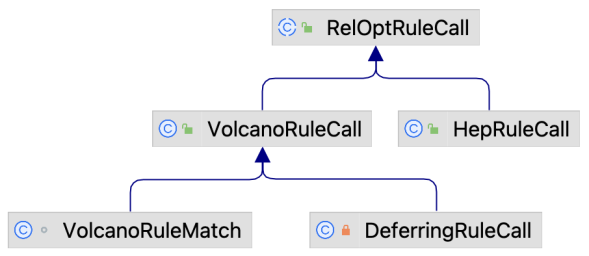 RelOptRuleCall
VolcanoRuleCall
HepRuleCall
VolcanoRuleMatch
DeferringRuleCall